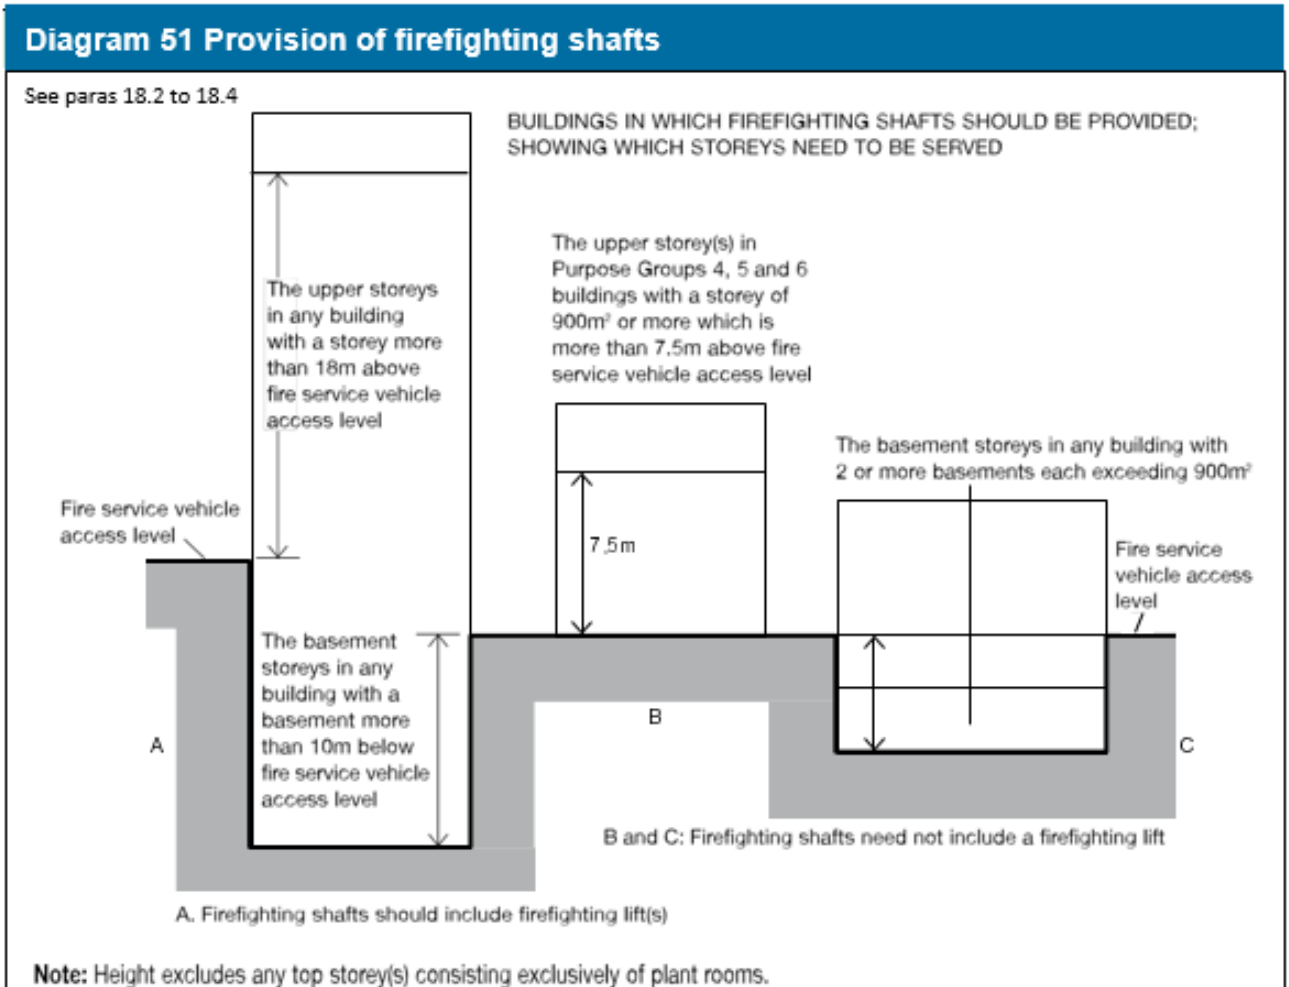 Diagram 51 Provision of firefighting shafts
See paras 18.2 to 18.4
BUILDINGS IN WHICH FIREFIGHTING SHAFTS SHOULD BE PROVIDED;
SHOWING WHICH STOREYS NEED TO BE SERVED
The upper storeys
in any building
with a storey more
than 18m above
fire service vehicle
access level
The upper storey(s) in
Purpose Groups 4, 5 and 6
buildings with a storey of
900m² or more which is
more than 7.5m above fire
service vehicle access level
The basement storeys in any building with
2 or more basements each exceeding 900m²
Fire service vehicle
access level
7.5m
Fire service
vehicle access
level
The basement
storeys in any
building with a
basement more
than 10m below
fire service vehicle
access level
A
B
C
B and C: Firefighting shafts need not include a firefighting lift
A. Firefighting shafts should include firefighting lift(s)
Note: Height excludes any top storey(s) consisting exclusively of plant rooms.